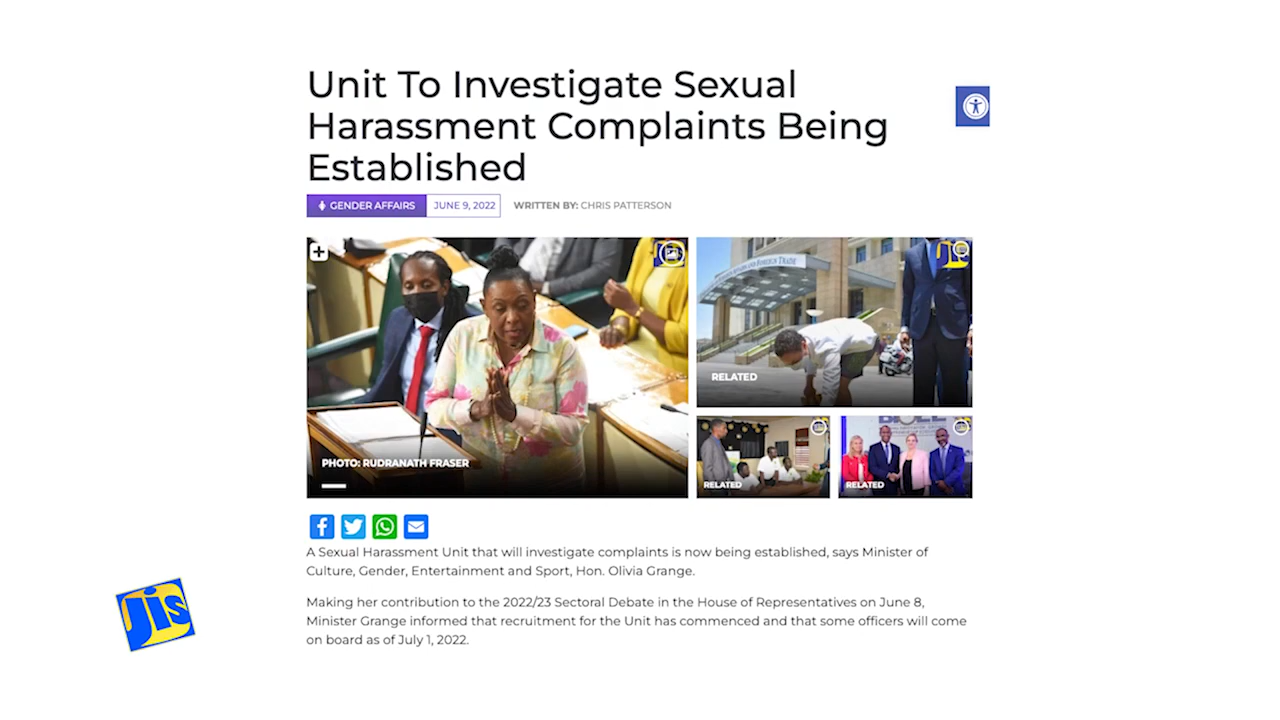 Unit To Investigate Sexual
Harassment Complaints Being
Established
GENDER AFFAIRS
JUNE 9, 2022
WRITTEN BY: CHRIS PATTERSON
PHOTO: RUDRANATH FRASER
RELATED
RELATED
RELATED
A Sexual Harassment Unit that will investigate complaints is now being established, says Minister of
Culture, Gender, Entertainment and Sport, Hon. Olivia Grange.
Making her contribution to the 2022/23 Sectoral Debate in the House of Representatives on June 8,
Minister Grange informed that recruitment for the Unit has commenced and that some officers will come
on board as of July 1, 2022.
JIS